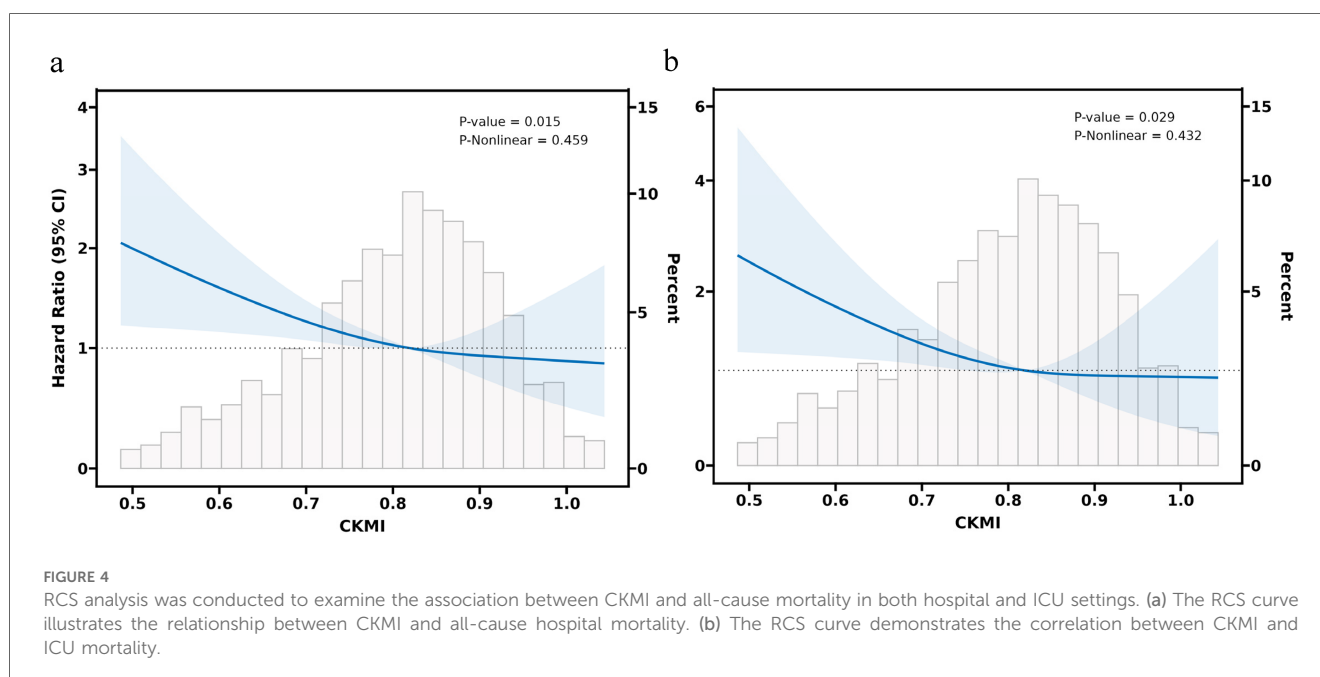 a
4
3
2
1
0
Hazard Ratio (95% CI)
P-value = 0.015
P-Nonlinear = 0.459
15
10
5
0
Percent
0.5 0.6 0.7 0.8 0.9 1.0
CKMI
b
6
4
2
1
0
P-value = 0.029
P-Nonlinear = 0.432
15
10
5
0
Percent
0.5 0.6 0.7 0.8 0.9 1.0
CKMI
FIGURE 4
RCS analysis was conducted to examine the association between CKMI and all-cause mortality in both hospital and ICU settings. (a) The RCS curve
illustrates the relationship between CKMI and all-cause hospital mortality. (b) The RCS curve demonstrates the correlation between CKMI and
ICU mortality.